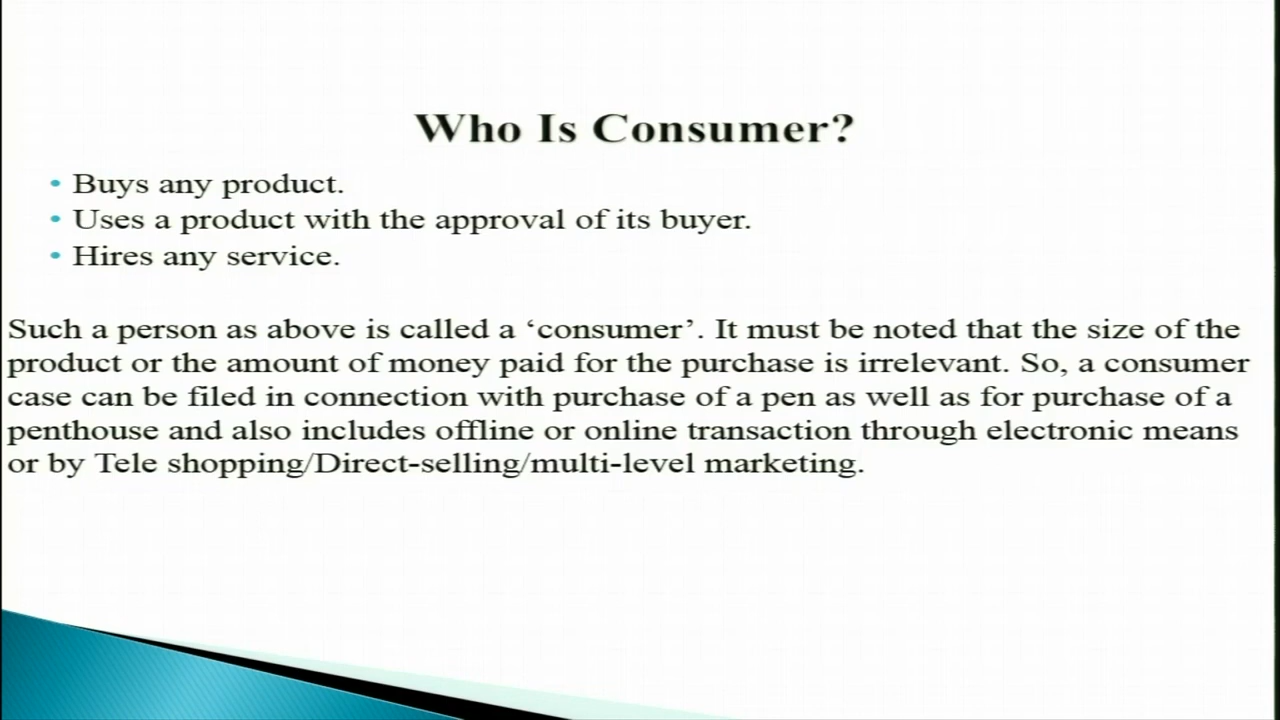 Who Is Consumer?
• Buys any product.
• Uses a product with the approval of its buyer.
• Hires any service.
Such a person as above is called a ‘consumer’. It must be noted that the size of the
product or the amount of money paid for the purchase is irrelevant. So, a consumer
case can be filed in connection with purchase of a pen as well as for purchase of a
penthouse and also includes offline or online transaction through electronic means
or by Tele shopping/Direct-selling/multi-level marketing.